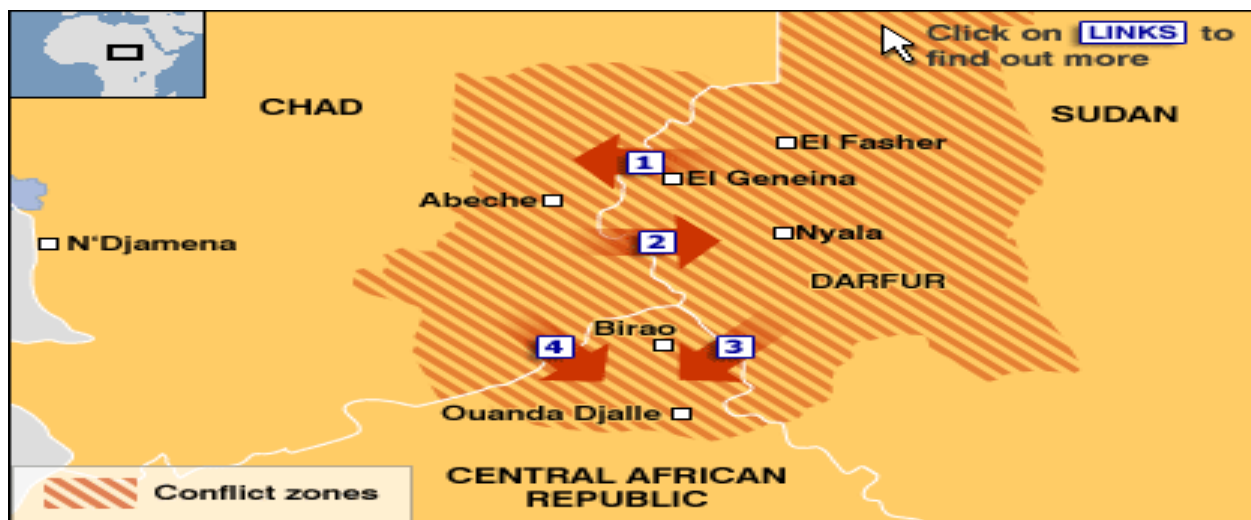 Click on LINKS to
find out more
CHAD
SUDAN
El Fasher
1
El Geneina
Abeche
N'Djamena
2
Nyala
DARFUR
Birao
4
3
Ouanda Djalle
CENTRAL AFRICAN
REPUBLIC
Conflict zones